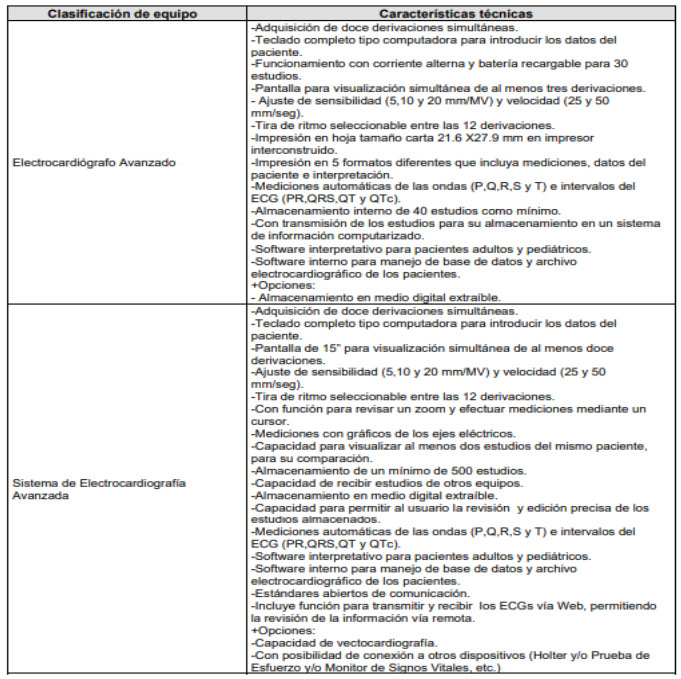 Clasificación de equipo
Características técnicas
Electrocardiógrafo Avanzado
-Adquisición de doce derivaciones simultáneas.
-Teclado completo tipo computadora para introducir los datos del
paciente.
-Funcionamiento con corriente alterna y batería recargable para 30
estudios.
-Pantalla para visualización simultánea de al menos tres derivaciones.
- Ajuste de sensibilidad (5,10 y 20 mm/MV) y velocidad (25 y 50
mm/seg).
-Tira de ritmo seleccionable entre las 12 derivaciones.
-Impresión en hoja tamaño carta 21.6 X27.9 mm en impresor
interconstruido.
-Impresión en 5 formatos diferentes que incluya mediciones, datos del
paciente e interpretación.
-Mediciones automáticas de las ondas (P,Q,R,S y T) e intervalos del
ECG (PR,QRS,QT y QTc).
-Almacenamiento interno de 40 estudios como mínimo.
-Con transmisión de los estudios para su almacenamiento en un sistema
de información computarizado.
-Software interpretativo para pacientes adultos y pediátricos.
-Software interno para manejo de base de datos y archivo
electrocardiográfico de los pacientes.
+Opciones:
- Almacenamiento en medio digital extraíble.
Sistema de Electrocardiografía
Avanzada
-Adquisición de doce derivaciones simultáneas.
-Teclado completo tipo computadora para introducir los datos del
paciente.
-Pantalla de 15" para visualización simultánea de al menos doce
derivaciones.
-Ajuste de sensibilidad (5,10 y 20 mm/MV) y velocidad (25 y 50
mm/seg).
-Tira de ritmo seleccionable entre las 12 derivaciones.
-Con función para revisar un zoom y efectuar mediciones mediante un
cursor.
-Mediciones con gráficos de los ejes eléctricos.
-Capacidad para visualizar al menos dos estudios del mismo paciente,
para su comparación.
-Almacenamiento de un mínimo de 500 estudios.
-Capacidad de recibir estudios de otros equipos.
-Almacenamiento en medio digital extraíble.
-Capacidad para permitir al usuario la revisión y edición precisa de los
estudios almacenados.
-Mediciones automáticas de las ondas (P,Q,R,S y T) e intervalos del
ECG (PR,QRS,QT y QTc).
-Software interpretativo para pacientes adultos y pediátricos.
-Software interno para manejo de base de datos y archivo
electrocardiográfico de los pacientes.
-Estándares abiertos de comunicación.
-Incluye función para transmitir y recibir los ECGs vía Web, permitiendo
la revisión de la información vía remota.
+Opciones:
-Capacidad de vectocardiografía.
-Con posibilidad de conexión a otros dispositivos (Holter y/o Prueba de
Esfuerzo y/o Monitor de Signos Vitales, etc.)